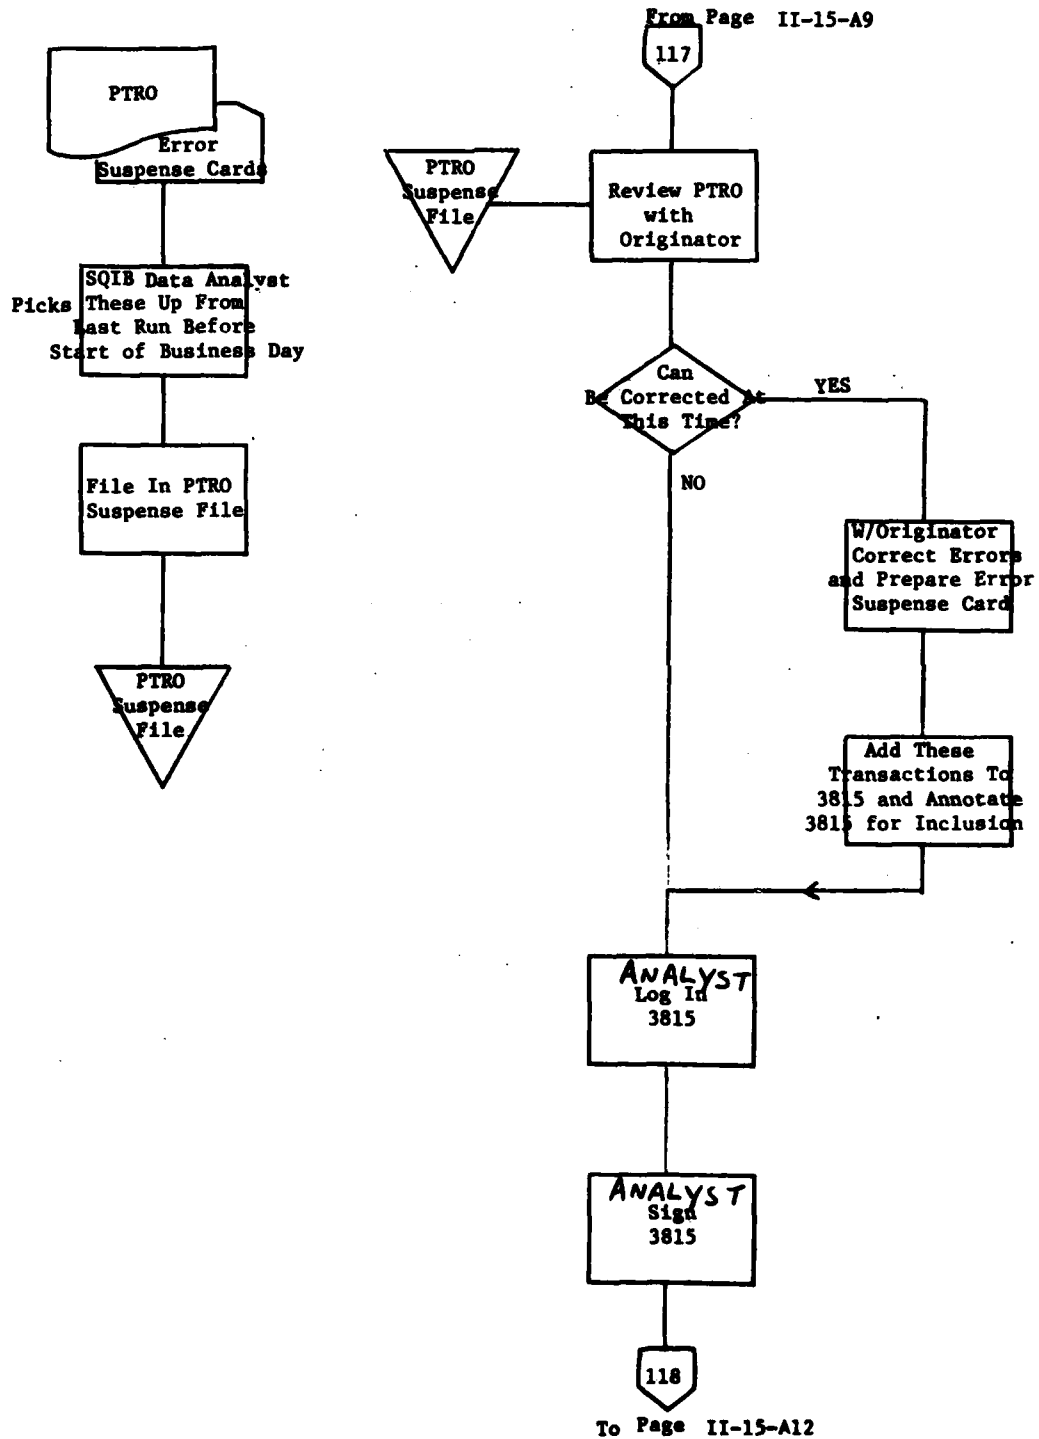 From Page II-15-A9
117
PTRO
Error
Suspense Cards
SQIB Data Analyst
Picks These Up From
Last Run Before
Start of Business Day
File In PTRO
Suspense File
PTRO
Suspense
File
PTRO
Suspense
File
Review PTRO
with
Originator
Can
Be Corrected At
This Time?
YES
NO
W/Originator
Correct Errors
and Prepare Error
Suspense Card
Add These
Transactions To
3815 and Annotate
3815 for Inclusion
ANALYST
Log In
3815
ANALYST
Sign
3815
118
To Page II-15-A12